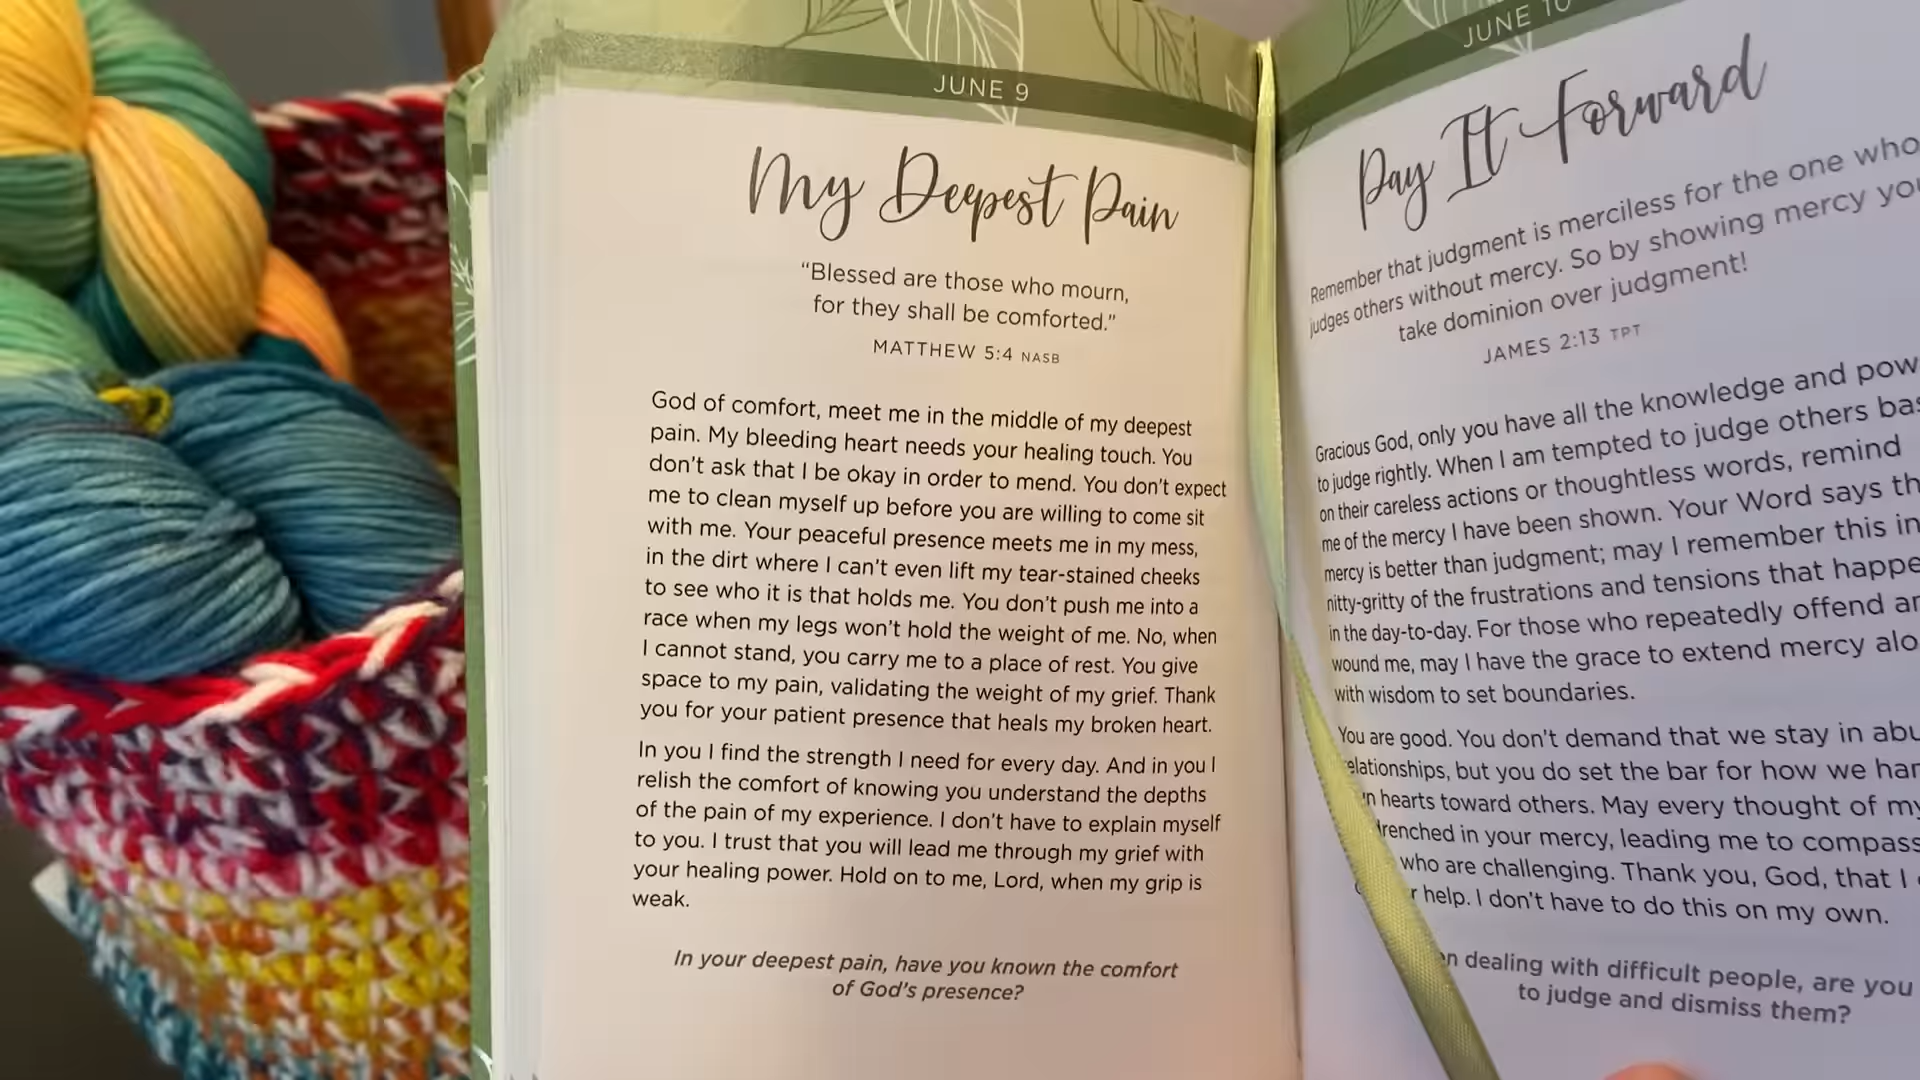 JUNE 9
My Deepest Pain
“Blessed are those who mourn,
for they shall be comforted.”
MATTHEW 5:4 NASB
God of comfort, meet me in the middle of my deepest
pain. My bleeding heart needs your healing touch. You
don’t ask that I be okay in order to mend. You don’t expect
me to clean myself up before you are willing to come sit
with me. Your peaceful presence meets me in my mess,
in the dirt where I can’t even lift my tear-stained cheeks
to see who it is that holds me. You don’t push me into a
race when my legs won’t hold the weight of me. No, when
I cannot stand, you carry me to a place of rest. You give
space to my pain, validating the weight of my grief. Thank
you for your patient presence that heals my broken heart.
In you I find the strength I need for every day. And in you I
relish the comfort of knowing you understand the depths
of the pain of my experience. I don’t have to explain myself
to you. I trust that you will lead me through my grief with
your healing power. Hold on to me, Lord, when my grip is
weak.
In your deepest pain, have you known the comfort
of God’s presence?
JUNE 10
Pay It Forward
Remember that judgment is merciless for the one who
judges others without mercy. So by showing mercy
take dominion over judgment!
JAMES 2:13 TPT
Gracious God, only you have all the knowledge and
to judge rightly. When I am tempted to judge others
on their careless actions or thoughtless words, remind
me of the mercy I have been shown. Your Word says
mercy is better than judgment; may I remember this in
nitty-gritty of the frustrations and tensions that
in the day-to-day. For those who repeatedly offend
wound me, may I have the grace to extend mercy
with wisdom to set boundaries.
You are good. You don’t demand that we stay in
but you do set the bar for how we
hearts toward others. May every thought of
in your mercy, leading me to
who are challenging. Thank you, God, that I
help. I don’t have to do this on my own.
dealing with difficult people, are you
to judge and dismiss them?